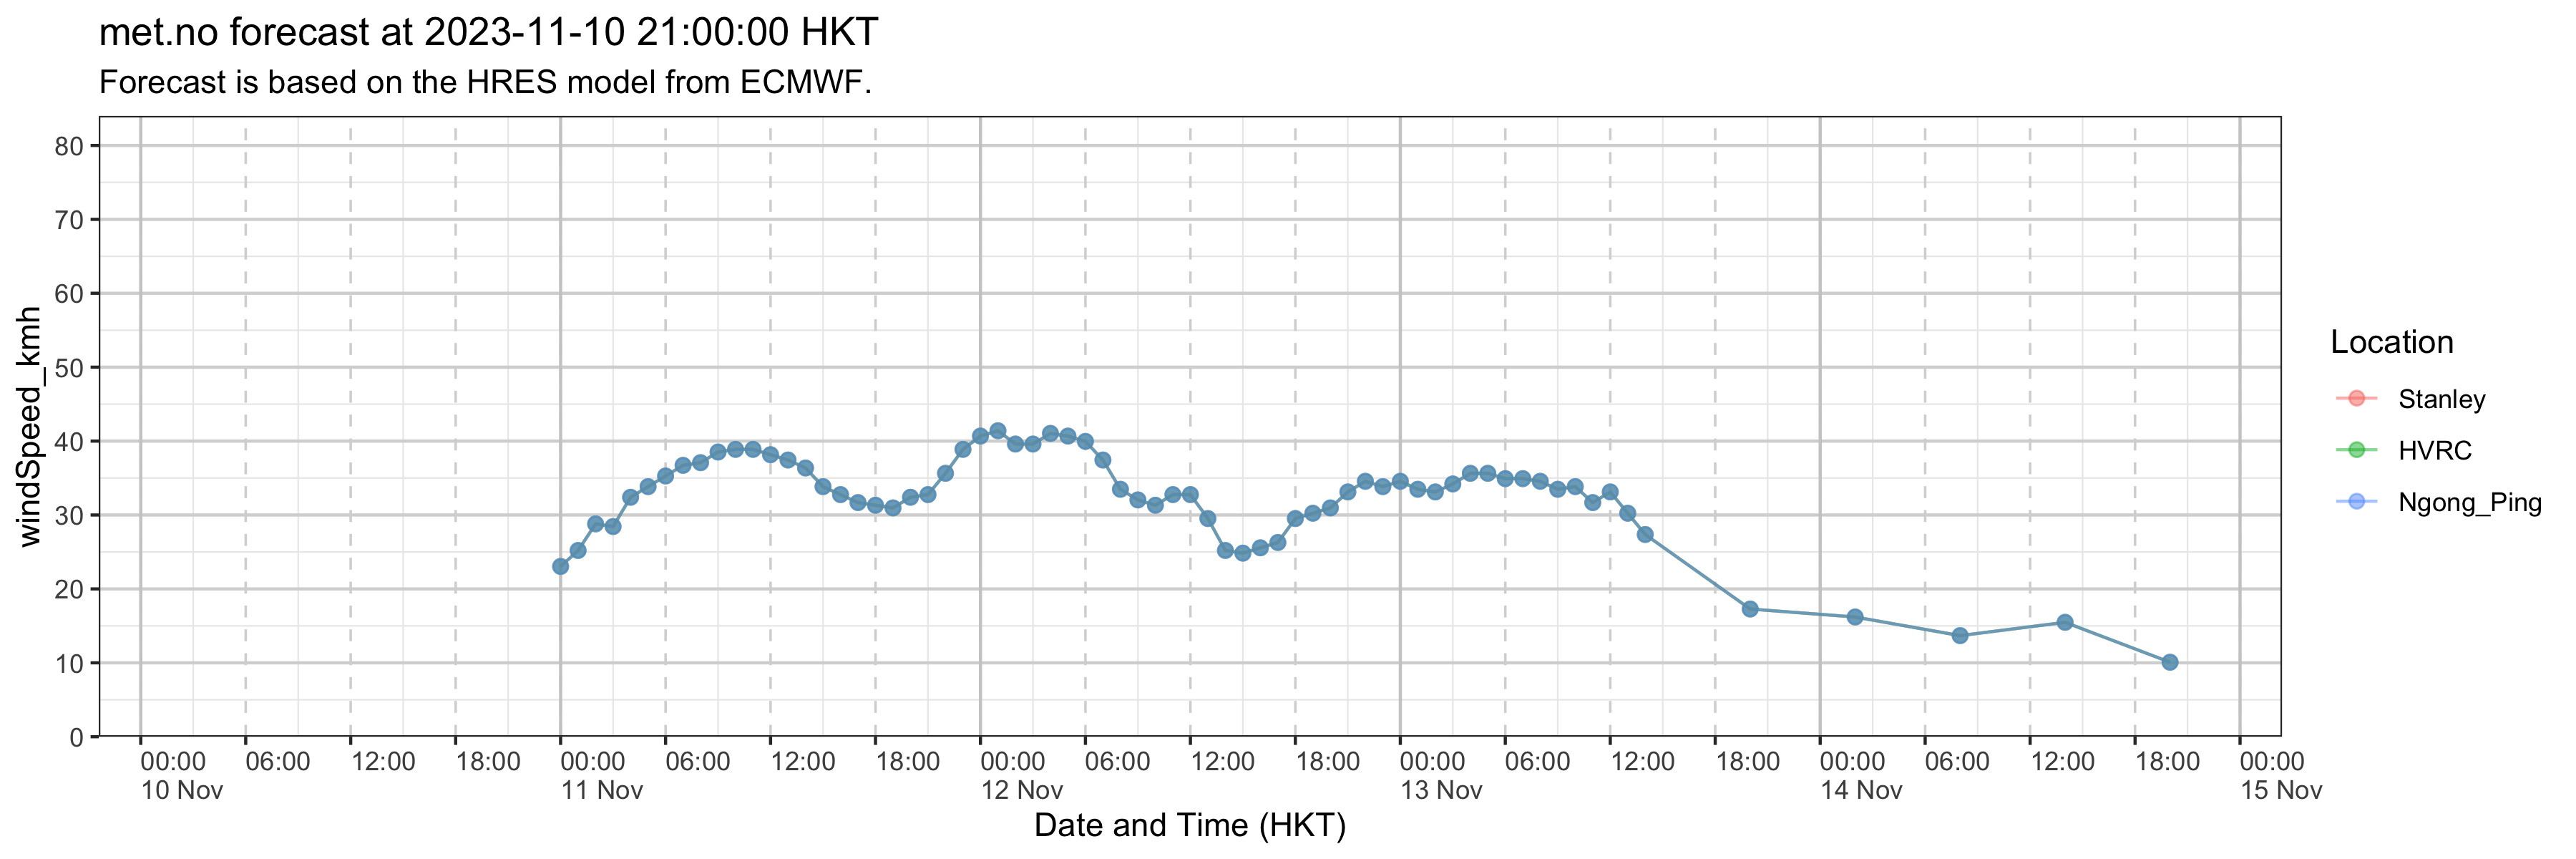 met.no forecast at 2023-11-10 21:00:00 HKT
Forecast is based on the HRES model from ECMWF.
windSpeed_kmh
80
70
60
50
40
30
20
10
0
00:00 06:00 12:00 18:00 00:00 06:00 12:00 18:00 00:00 06:00 12:00 18:00 00:00 06:00 12:00 18:00 00:00 06:00 12:00 18:00 00:00
10 Nov 11 Nov 12 Nov 13 Nov 14 Nov 15 Nov
Date and Time (HKT)
Location
Stanley
HVRC
Ngong_Ping